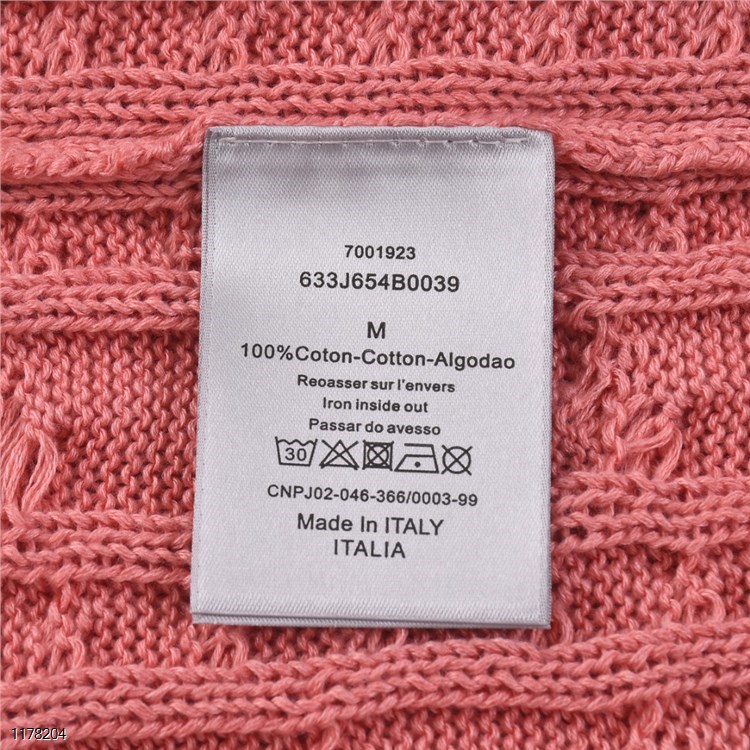 7001923
633J654B0039
M
100%Coton-Cotton-Algodao
Reoasser sur l'envers
Iron inside out
Passar do avesso
30
CNPJ02-046-366/0003-99
Made In ITALY
ITALIA
1178204